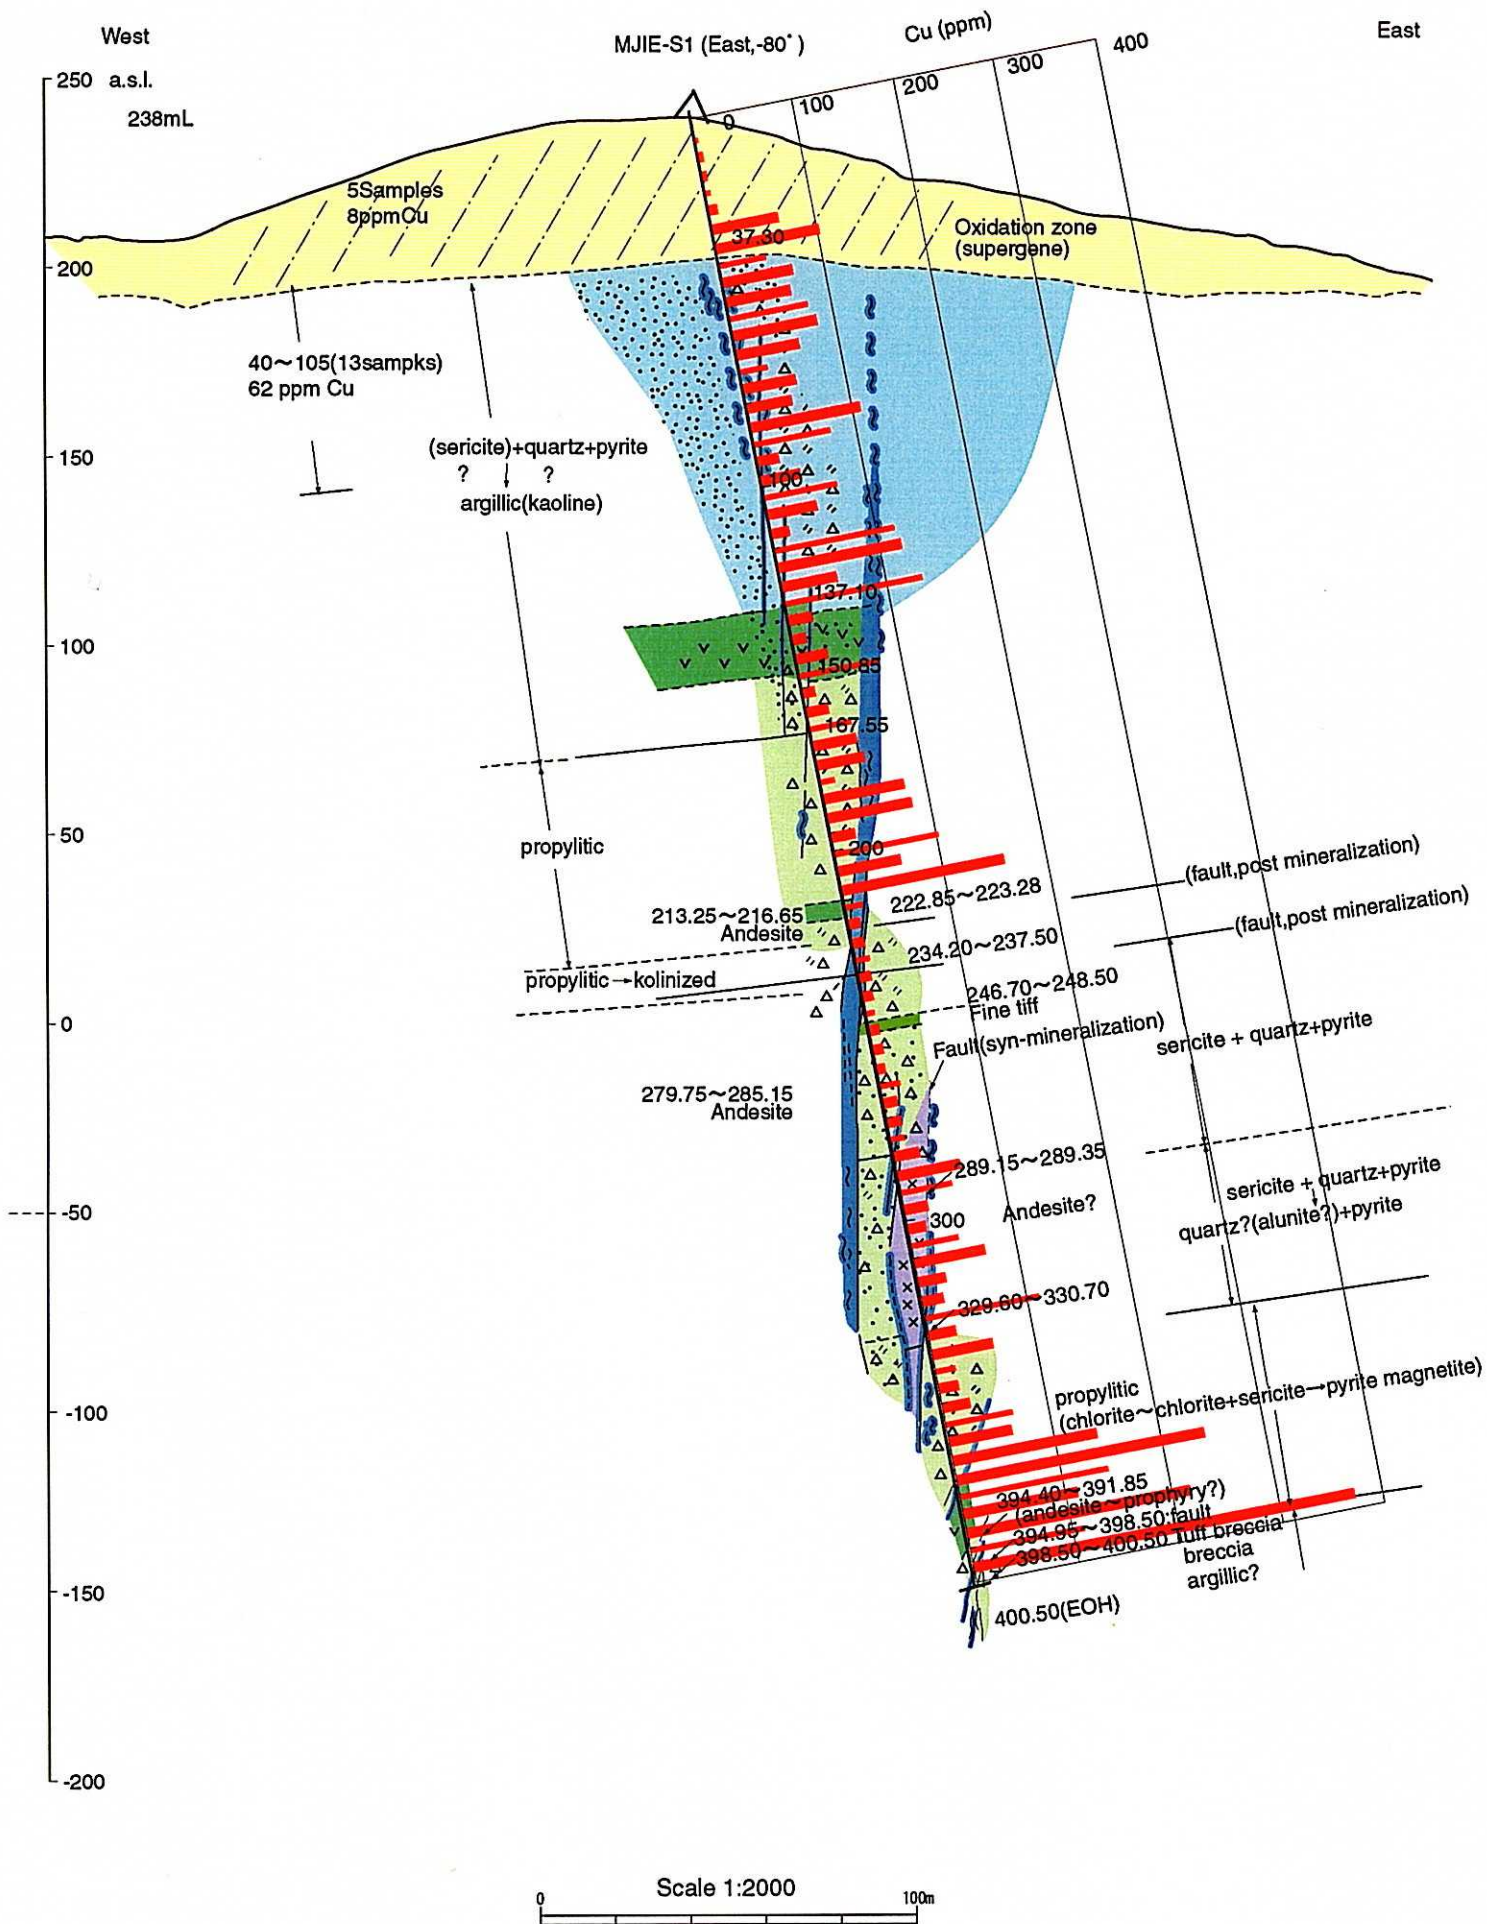 West
MJIE-S1 (East,-80°)
Cu (ppm)
East
0
100
200
300
400
250 a.s.l.
238mL
5Samples
8ppmCu
37.30
Oxidation zone
(supergene)
200
40~105(13sampks)
62 ppm Cu
(sericite)+quartz+pyrite
? ?
argillic(kaoline)
150
100
137.10
100
150.85
167.55
propylitic
50
200
(fault,post mineralization)
222.85~223.28
(fault,post mineralization)
213.25~216.65
Andesite
234.20~237.50
propylitic→kolinized
246.70~248.50
Fine tiff
0
Fault(syn-mineralization)
sericite + quartz+pyrite
279.75~285.15
Andesite
289.15~289.35
sericite + quartz+pyrite
Andesite?
quartz?(alunite?)+pyrite
-50
300
329.60~330.70
propylitic
(chlorite~chlorite+sericite→pyrite magnetite)
-100
394.40~391.85
(andesite~prophyry?)
394.95~398.50:fault
398.50~400.50 Tuff breccia
breccia
argillic?
-150
400.50(EOH)
-200
Scale 1:2000
0
100m